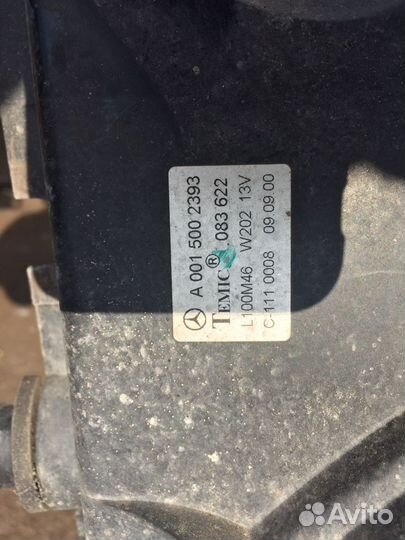 A 001 500 2393
TEMIC® 083 622
L100M46 W202 13V
C-111 0008 09.09.00
Avito